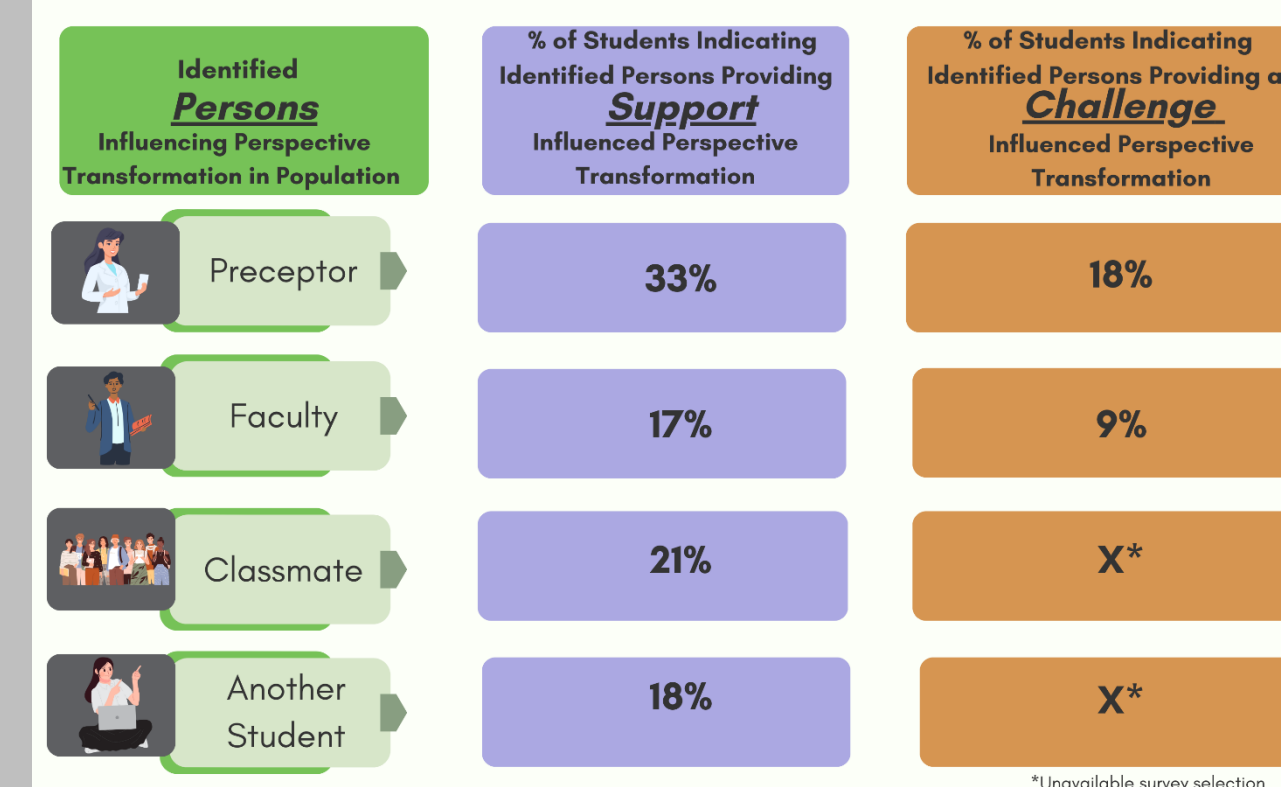 Identified
Persons
Influencing Perspective
Transformation in Population
% of Students Indicating
Identified Persons Providing
Support
Influenced Perspective
Transformation
% of Students Indicating
Identified Persons Providing a
Challenge
Influenced Perspective
Transformation
Preceptor
33%
18%
Faculty
17%
9%
Classmate
21%
X*
Another
Student
18%
X*
*Unavailable survey selection